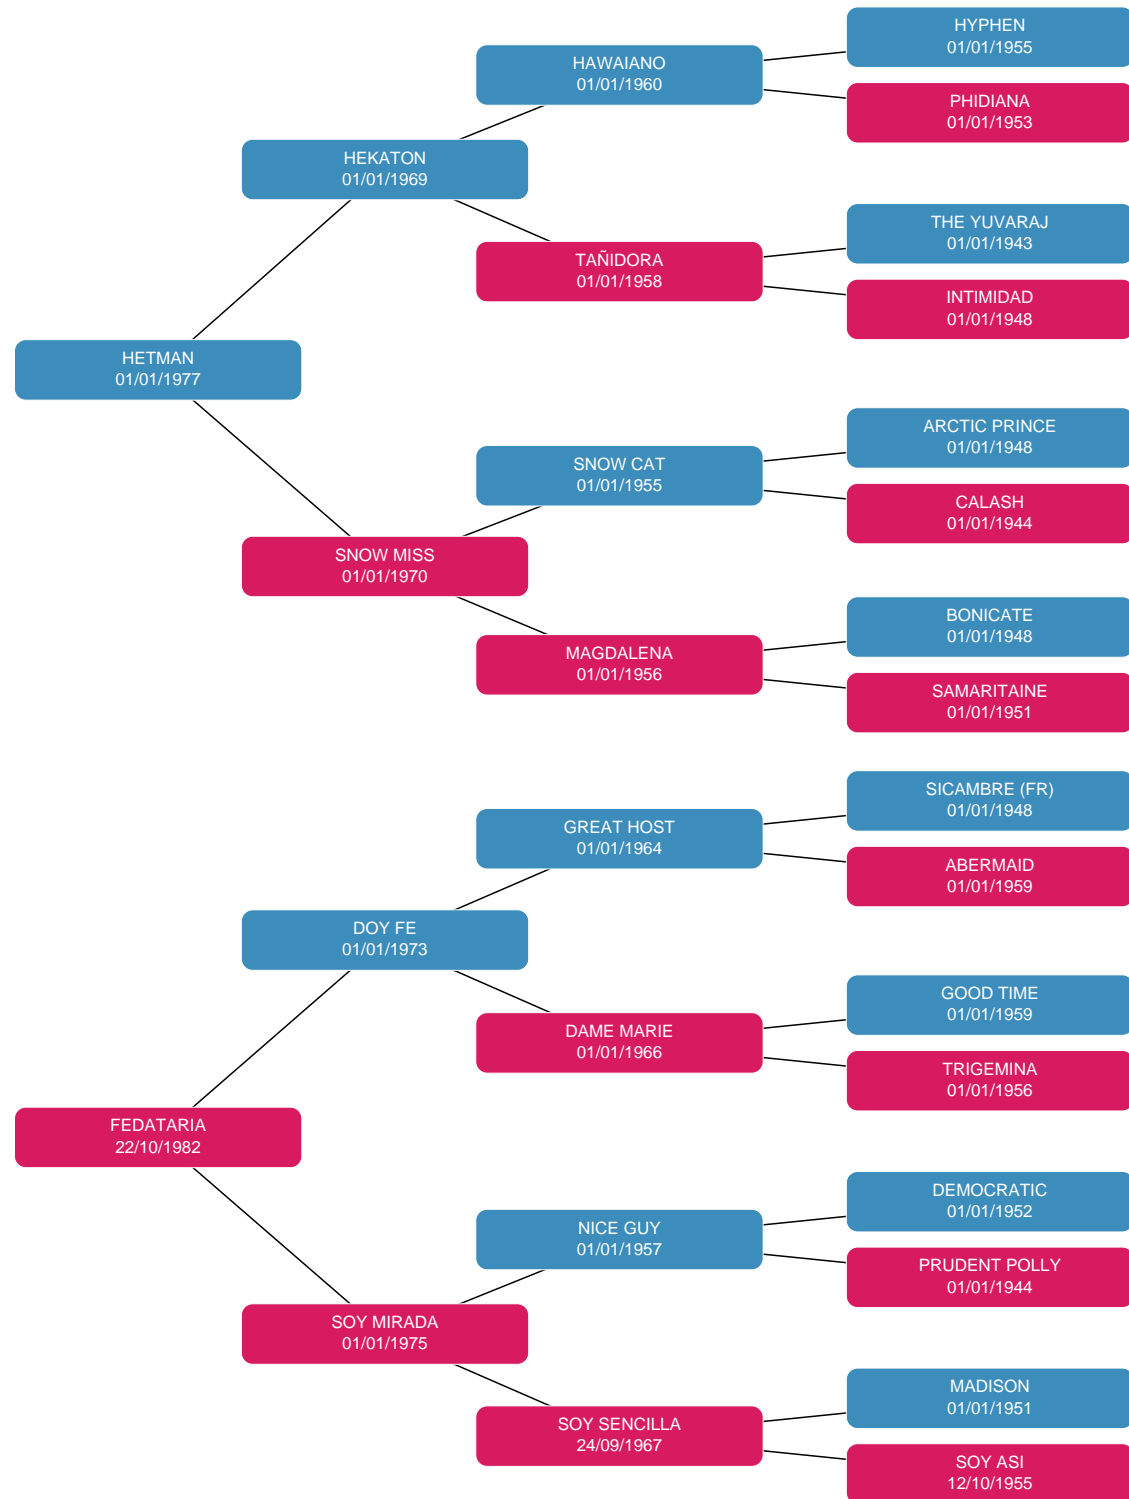 HYPHEN
01/01/1955
HAWAIANO
01/01/1960
PHIDIANA
01/01/1953
HEKATON
01/01/1969
THE YUVARAJ
01/01/1943
TAÑIDORA
01/01/1958
INTIMIDAD
01/01/1948
HETMAN
01/01/1977
ARCTIC PRINCE
01/01/1948
SNOW CAT
01/01/1955
CALASH
01/01/1944
SNOW MISS
01/01/1970
BONICATE
01/01/1948
MAGDALENA
01/01/1956
SAMARITAINE
01/01/1951
SICAMBRE (FR)
01/01/1948
GREAT HOST
01/01/1964
ABERMAID
01/01/1959
DOY FE
01/01/1973
GOOD TIME
01/01/1959
DAME MARIE
01/01/1966
TRIGEMINA
01/01/1956
FEDATARIA
22/10/1982
DEMOCRATIC
01/01/1952
NICE GUY
01/01/1957
PRUDENT POLLY
01/01/1944
SOY MIRADA
01/01/1975
MADISON
01/01/1951
SOY SENCILLA
24/09/1967
SOY ASI
12/10/1955